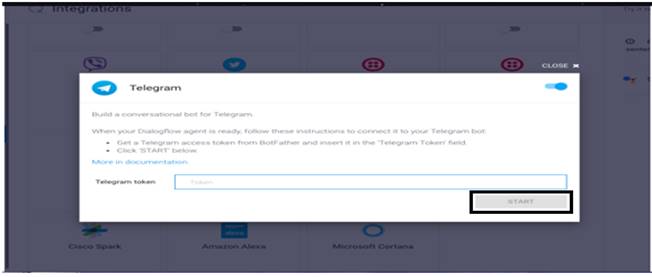 Integrations
CLOSE ✖
Telegram
Build a conversational bot for Telegram.
When your Dialogflow agent is ready, follow these instructions to connect it to your Telegram bot:
• Get a Telegram access token from BotFather and insert it in the 'Telegram Token' field.
• Click 'START' below.
More in documentation.
Telegram token
Token
START
Cisco Spark
Amazon Alexa
Microsoft Cortana